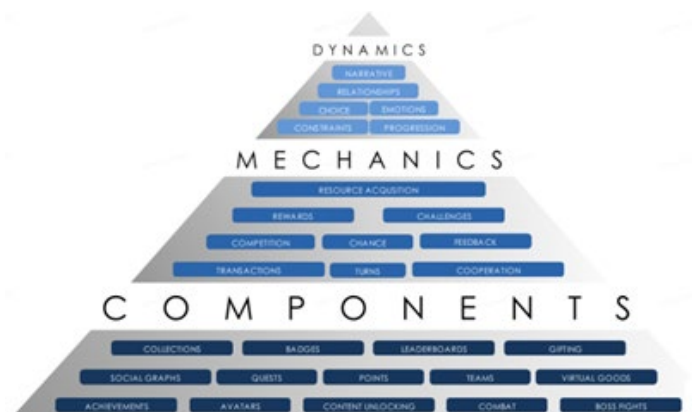 DYNAMICS
NARRATIVE
RELATIONSHIPS
CHOICE EMOTIONS
CONSTRAINTS PROGRESSION
MECHANICS
RESOURCE ACQUSITION
REWARDS CHALLENGES
COMPETITION CHANCE FEEDBACK
TRANSACTIONS TURNS COOPERATION
COMPONENTS
COLLECTIONS BADGES LEADERBOARDS GIFTING
SOCIAL GRAPHS QUESTS POINTS TEAMS VIRTUAL GOODS
ACHIEVEMENTS AVATARS CONTENT UNLOCKING COMBAT BOSS FIGHTS